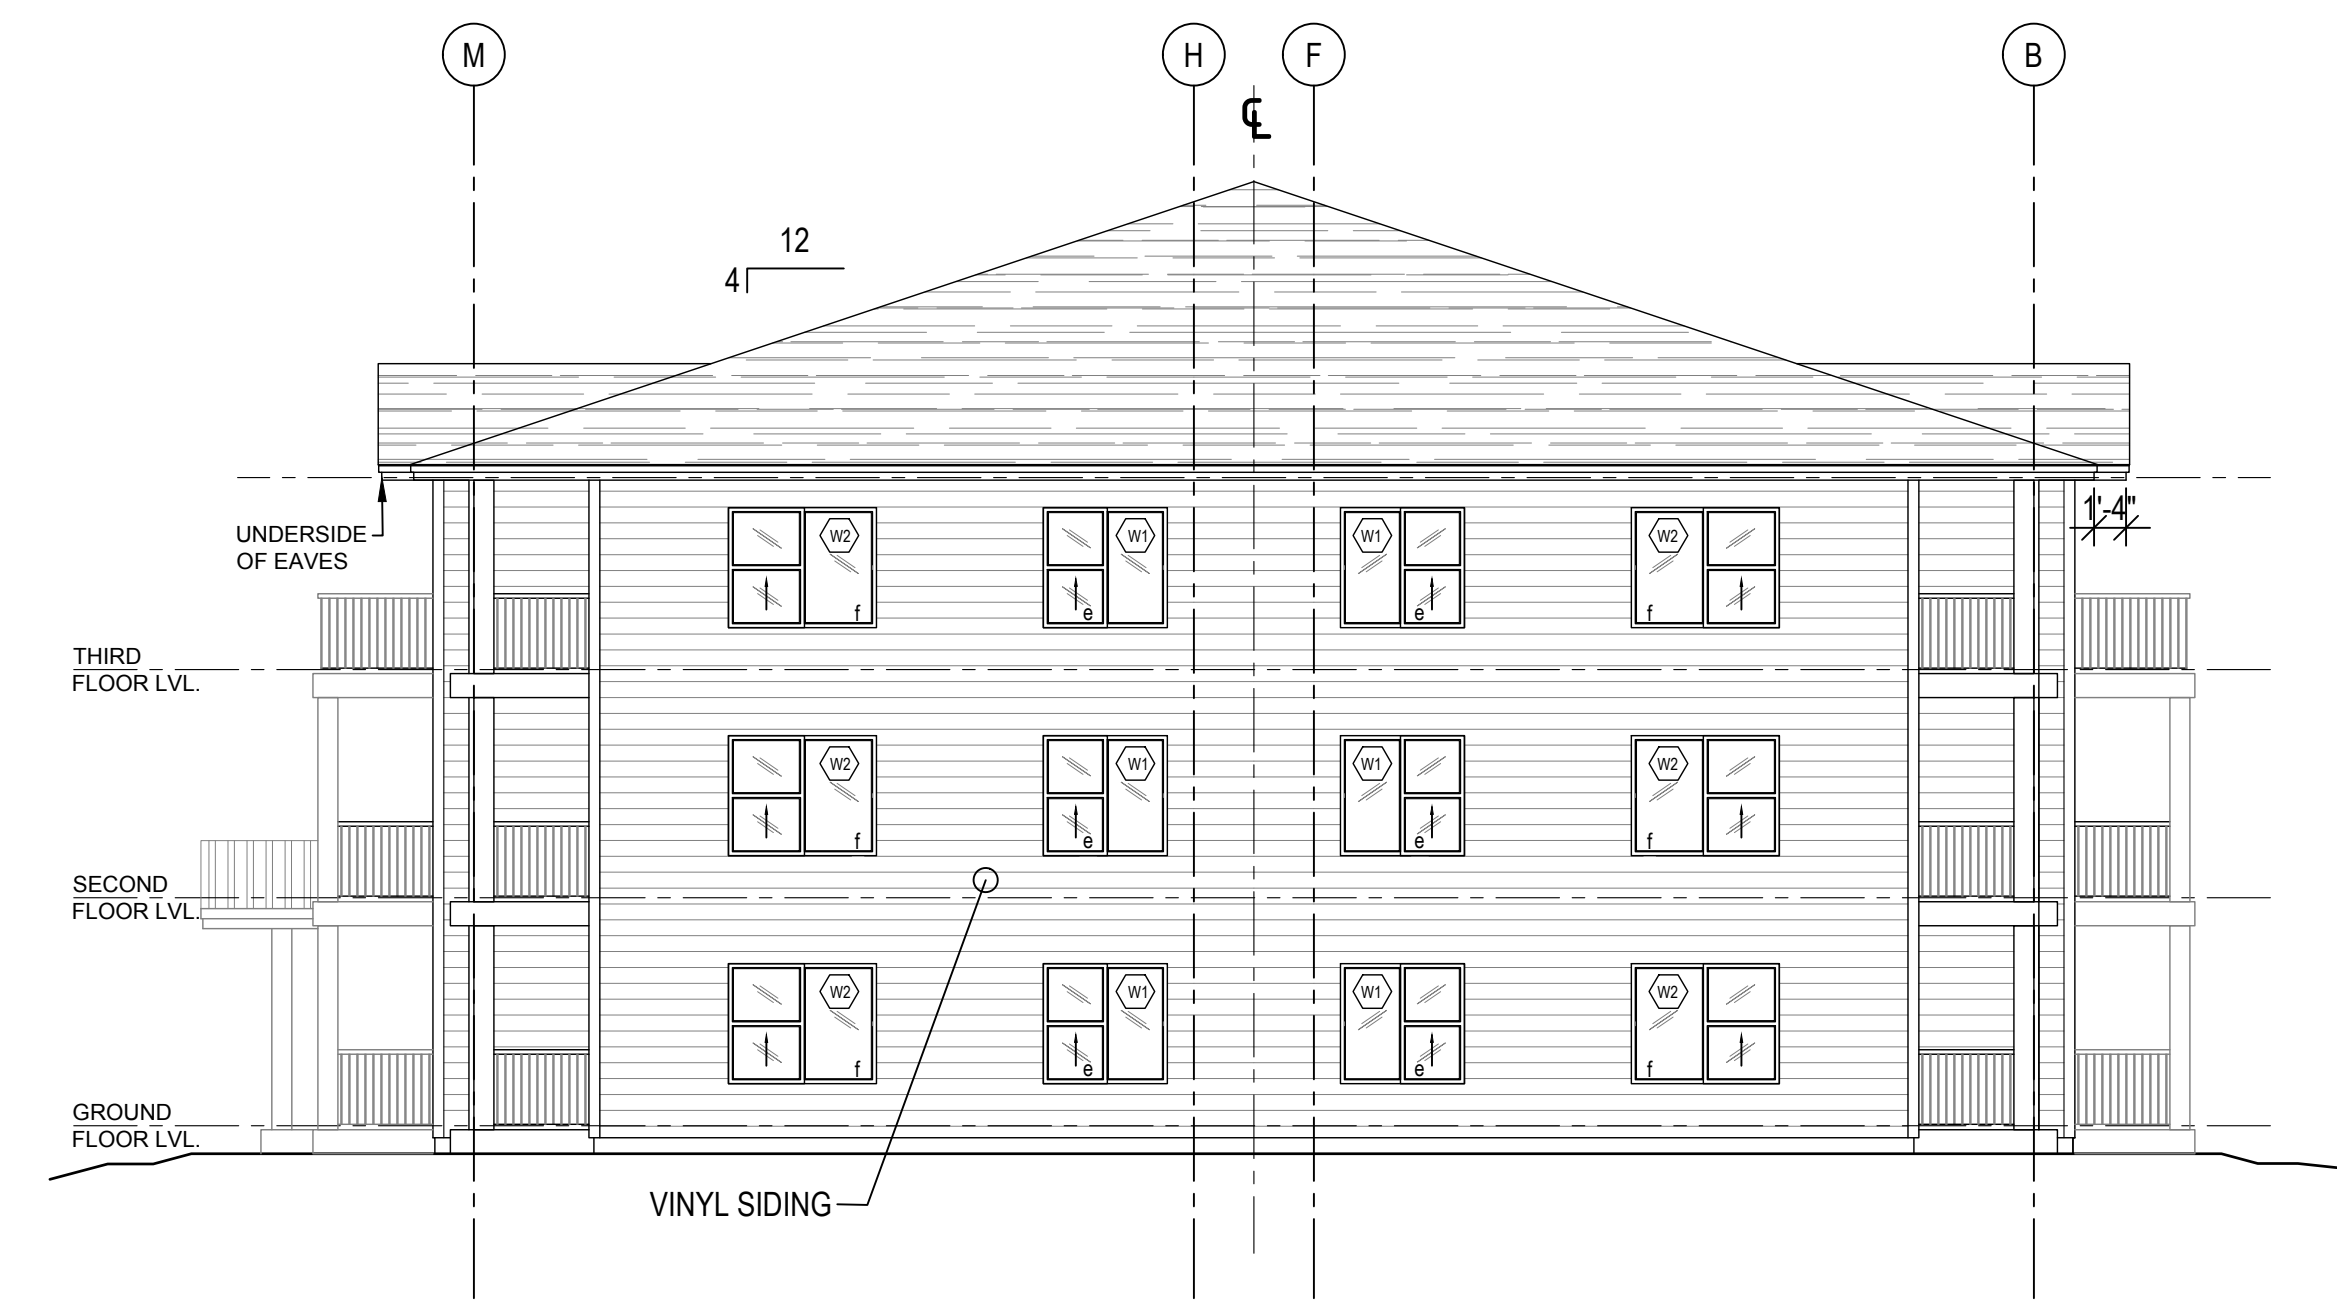 M H F B
℄
12
4
UNDERSIDE
OF EAVES
1'-4"
W2 W1 W1 W2
f e e f
THIRD
FLOOR LVL.
W2 W1 W1 W2
f e e f
SECOND
FLOOR LVL.
W2 W1 W1 W2
f e e f
GROUND
FLOOR LVL.
VINYL SIDING